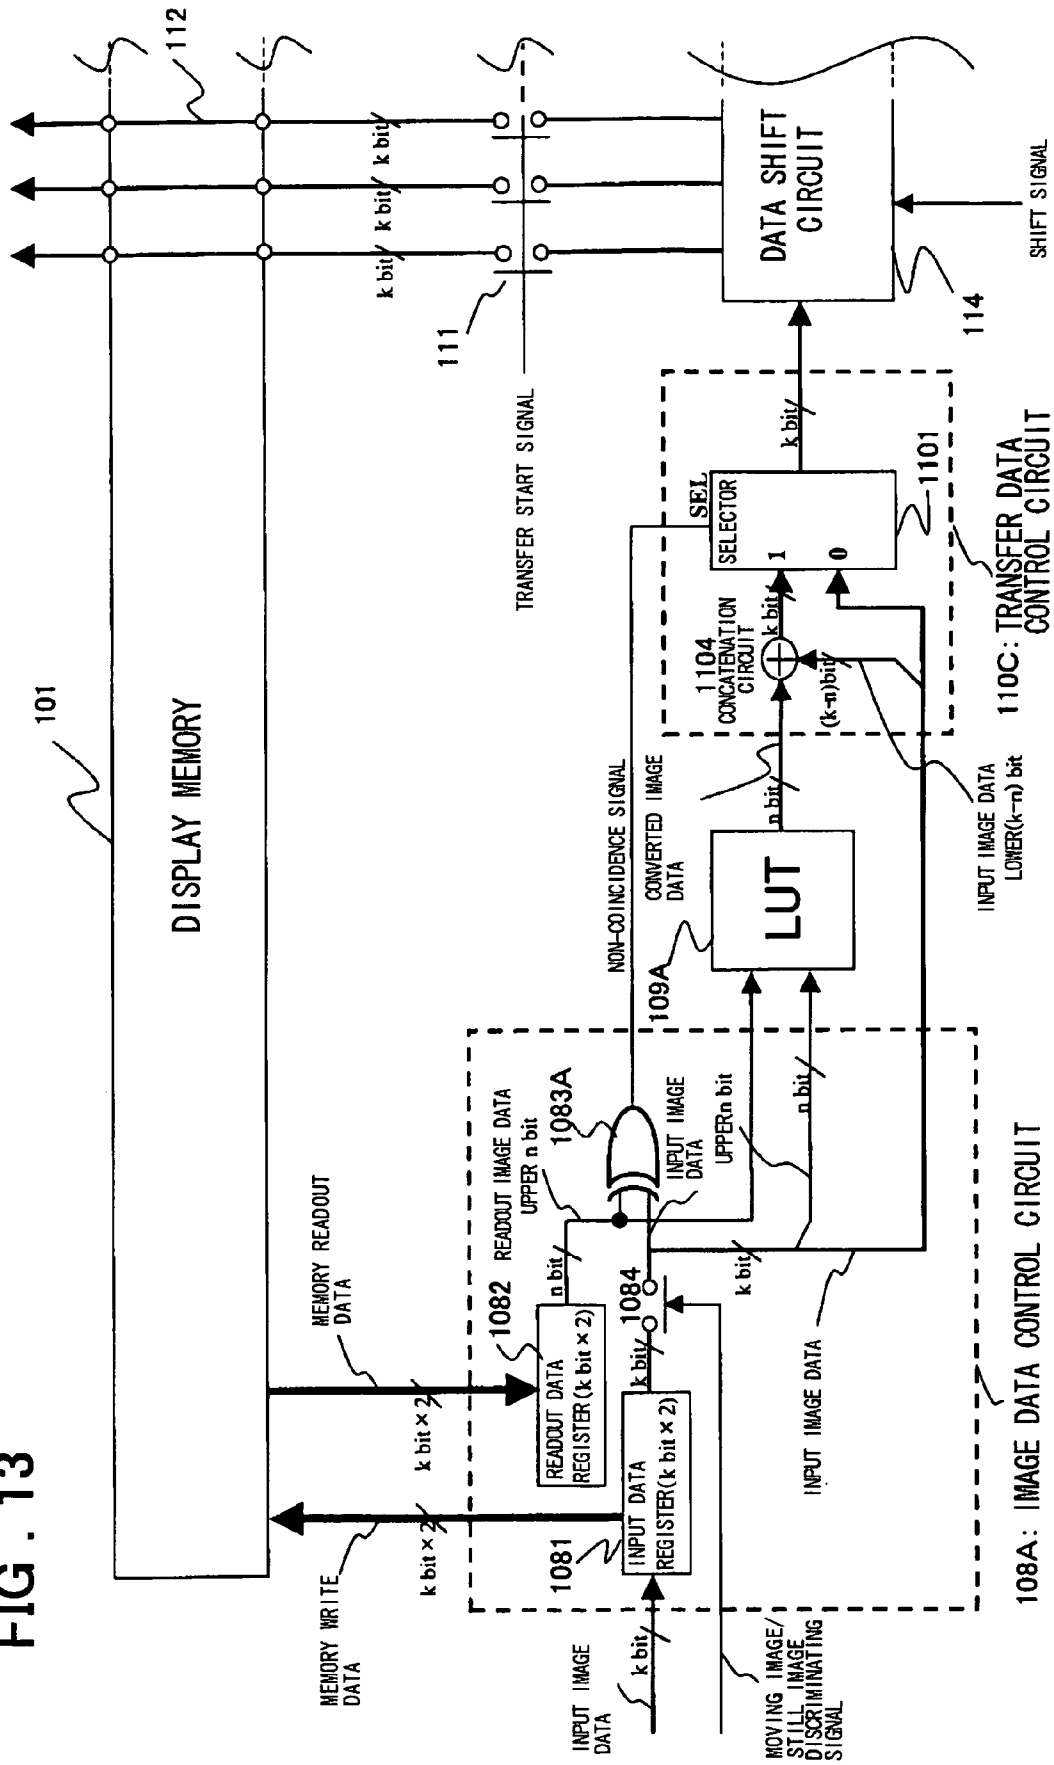 FIG. 13
101
DISPLAY MEMORY
112
MEMORY WRITE
DATA
k bit × 2
MEMORY READOUT
DATA
k bit × 2
k bit
k bit
k bit
111
TRANSFER START SIGNAL
INPUT IMAGE
DATA
k bit
MOVING IMAGE/
STILL IMAGE
DISCRIMINATING
SIGNAL
1081
INPUT DATA
REGISTER(k bit × 2)
1082
READOUT DATA
REGISTER(k bit × 2)
n bit
READOUT IMAGE DATA
UPPER n bit
k bit
1084
1083A
INPUT IMAGE
DATA
k bit
UPPER n bit
n bit
INPUT IMAGE DATA
108A: IMAGE DATA CONTROL CIRCUIT
NON-COINCIDENCE SIGNAL
109A
LUT
CONVERTED IMAGE
DATA
n bit
INPUT IMAGE DATA
LOWER(k-n) bit
1104
CONCATENATION
CIRCUIT
(k-n)bit
k bit
SEL
SELECTOR
1
0
1101
k bit
110C: TRANSFER DATA
CONTROL CIRCUIT
DATA SHIFT
CIRCUIT
114
SHIFT SIGNAL